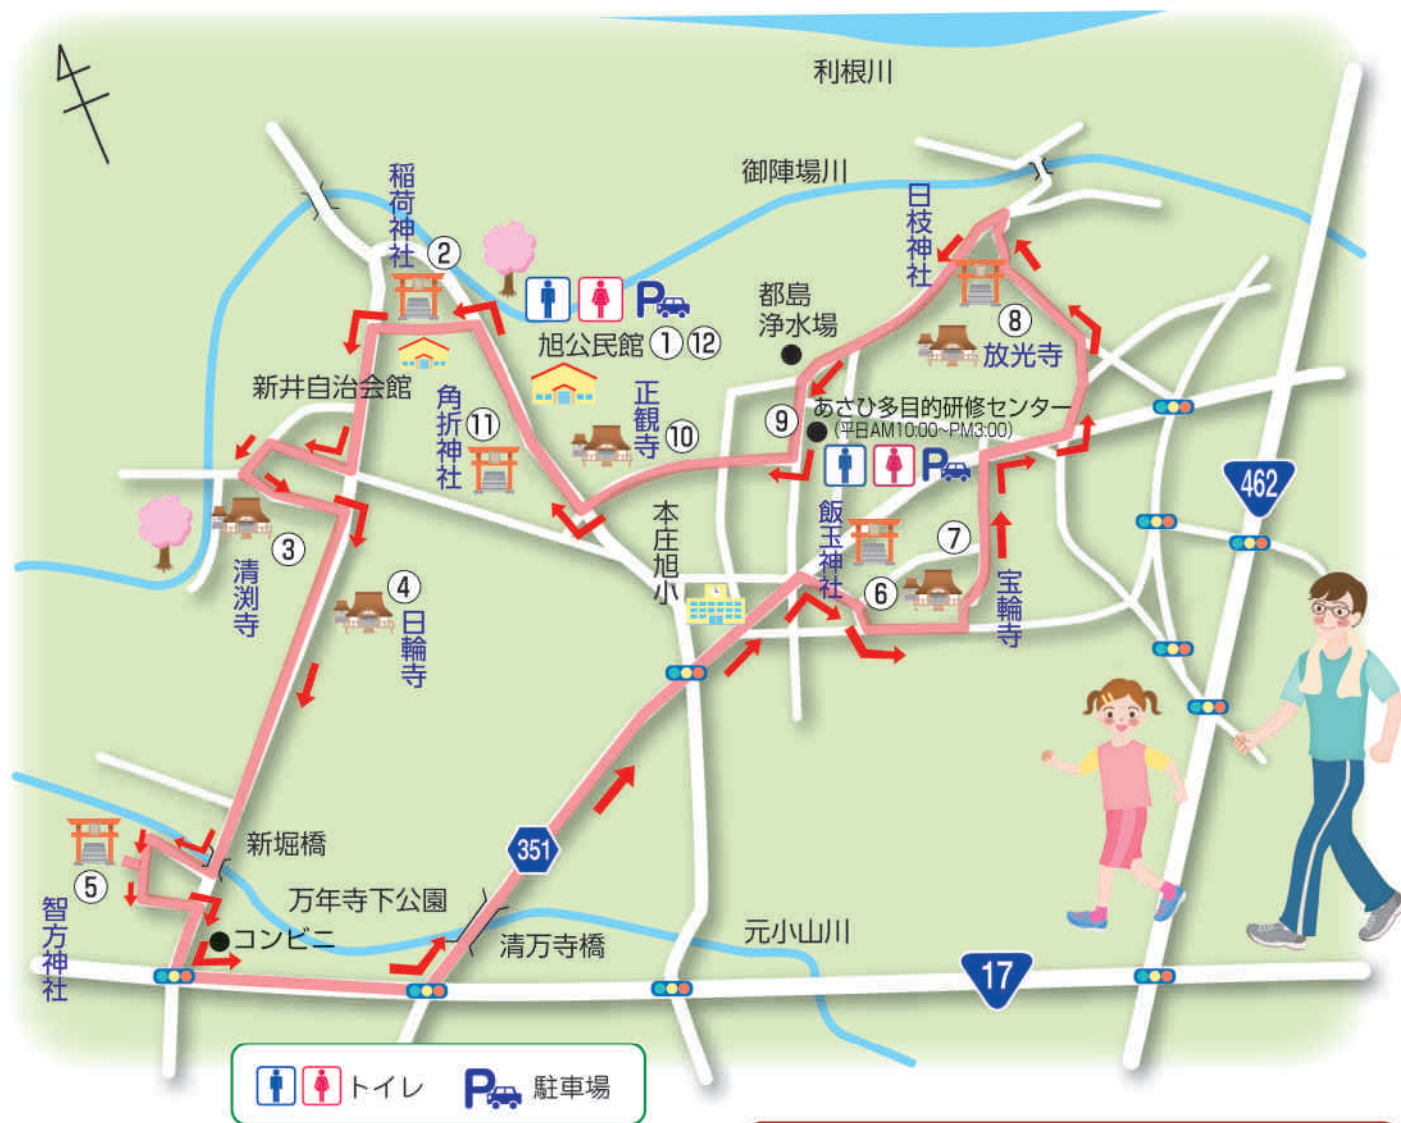 利根川
御陣場川
稲荷神社
②
日枝神社
旭公民館 ① ⑫
都島
浄水場
⑧
放光寺
新井自治会館
角折神社
⑪
正観寺
⑩
⑨
あさひ多目的研修センター
(平日AM10:00~PM3:00)
P
P
462
本庄旭小
飯玉神社
⑦
⑥
宝輪寺
③
清渕寺
④
日輪寺
新堀橋
351
⑤
智方神社
万年寺下公園
コンビニ
清万寺橋
元小山川
17
トイレ
P
駐車場